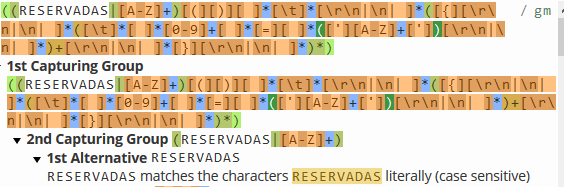 ((RESERVADAS|[A-Z]+)[(][)][ ]*[\t]*[\r\n|\n| ]*([{][\r\n
|\n| ]*([\t]*[ ]*[0-9]+[ ]*[=][ ]*(['][A-Z]+['])[\r\n|\n
| ]*)+[\r\n|\n| ]*[}][\r\n|\n| ]*)*)
/ gm
1st Capturing Group
((RESERVADAS|[A-Z]+)[(][)][ ]*[\t]*[\r\n|\n| ]*([{][\r\n|\n|
]*([\t]*[ ]*[0-9]+[ ]*[=][ ]*(['][A-Z]+['])[\r\n|\n| ]*)+[\r\
n|\n| ]*[}][\r\n|\n| ]*)*)
2nd Capturing Group (RESERVADAS|[A-Z]+)
1st Alternative RESERVADAS
RESERVADAS matches the characters RESERVADAS literally (case sensitive)